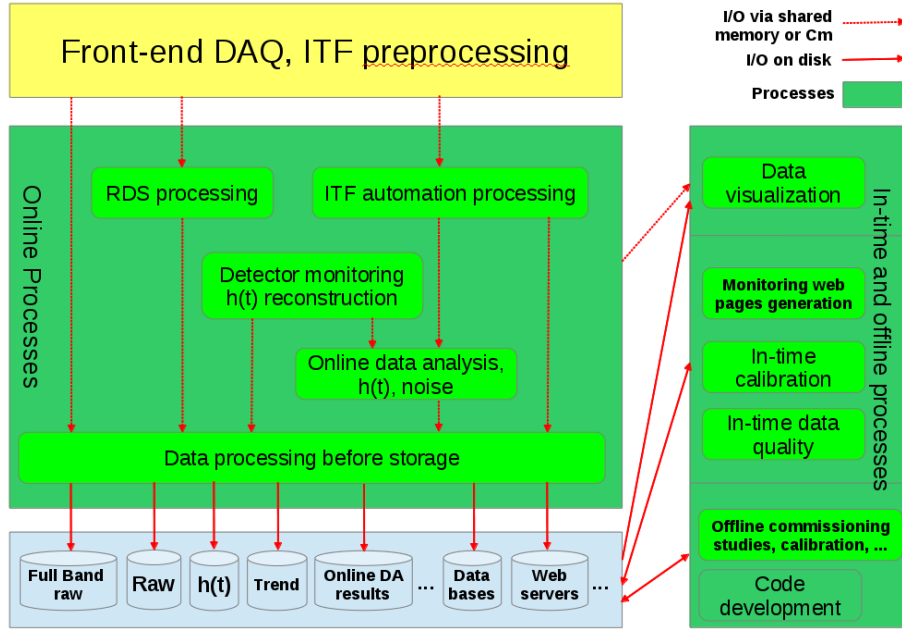 Front-end DAQ, ITF preprocessing
I/O via shared
memory or Cm
I/O on disk
Processes
Online Processes
RDS processing
ITF automation processing
Detector monitoring
h(t) reconstruction
Online data analysis,
h(t), noise
Data processing before storage
Full Band
raw
Raw
h(t)
Trend
Online DA
results
...
Data
bases
Web
servers
...
In-time and offline processes
Data
visualization
Monitoring web
pages generation
In-time
calibration
In-time data
quality
Offline commissioning
studies, calibration, ...
Code
development